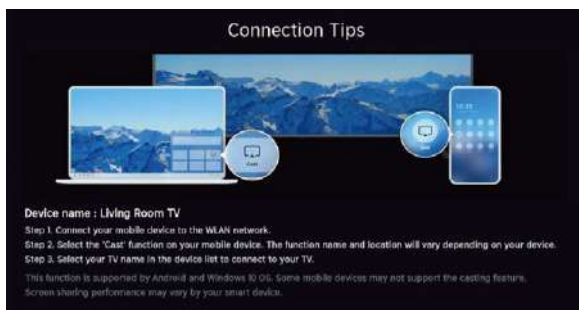 Connection Tips
Cast
Device name : Living Room TV
Step 1. Connect your mobile device to the WLAN network.
Step 2. Select the 'Cast' function on your mobile device. The function name and location will vary depending on your device.
Step 3. Select your TV name in the device list to connect to your TV.
This function is supported by Android and Windows 10 OS. Some mobile devices may not support the casting feature.
Screen sharing performance may vary by your smart device.